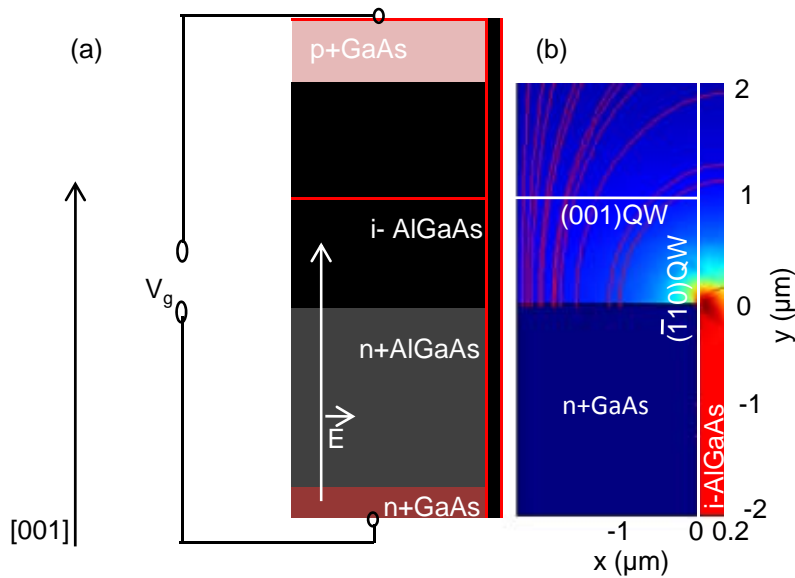 (a)
p+GaAs
i- AlGaAs
n+AlGaAs
E
n+GaAs
Vg
[001]
(b)
(001)QW
(1̅10)QW
n+GaAs
i-AlGaAs
2
1
0
-1
-2
y (µm)
-1
0
0.2
x (µm)